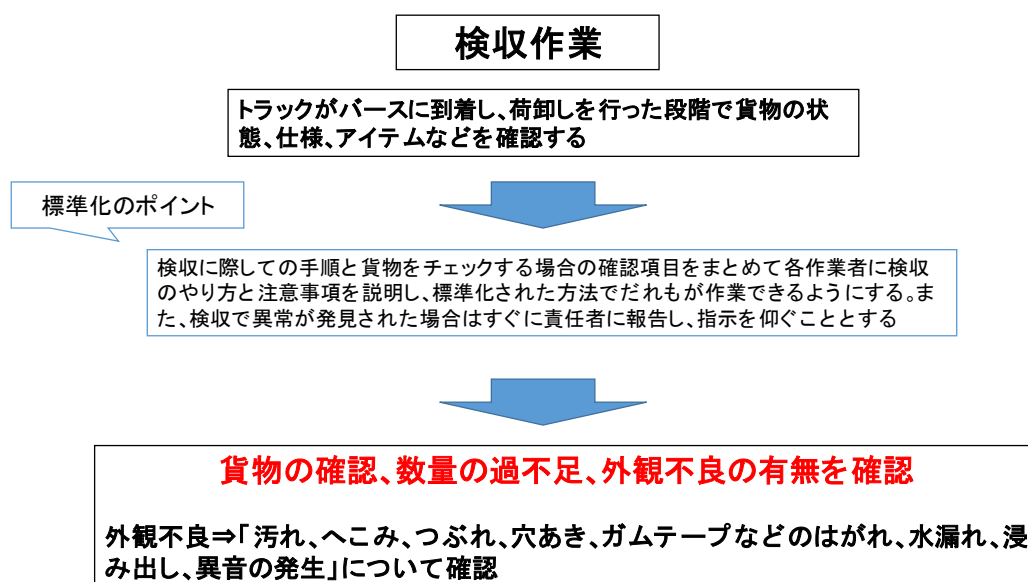 検収作業
トラックがバースに到着し、荷卸しを行った段階で貨物の状
態、仕様、アイテムなどを確認する
標準化のポイント
検収に際しての手順と貨物をチェックする場合の確認項目をまとめて各作業者に検収
のやり方と注意事項を説明し、標準化された方法でだれもが作業できるようにする。ま
た、検収で異常が発見された場合はすぐに責任者に報告し、指示を仰ぐこととする
貨物の確認、数量の過不足、外観不良の有無を確認
外観不良⇒「汚れ、へこみ、つぶれ、穴あき、ガムテープなどのはがれ、水漏れ、浸
み出し、異音の発生」について確認